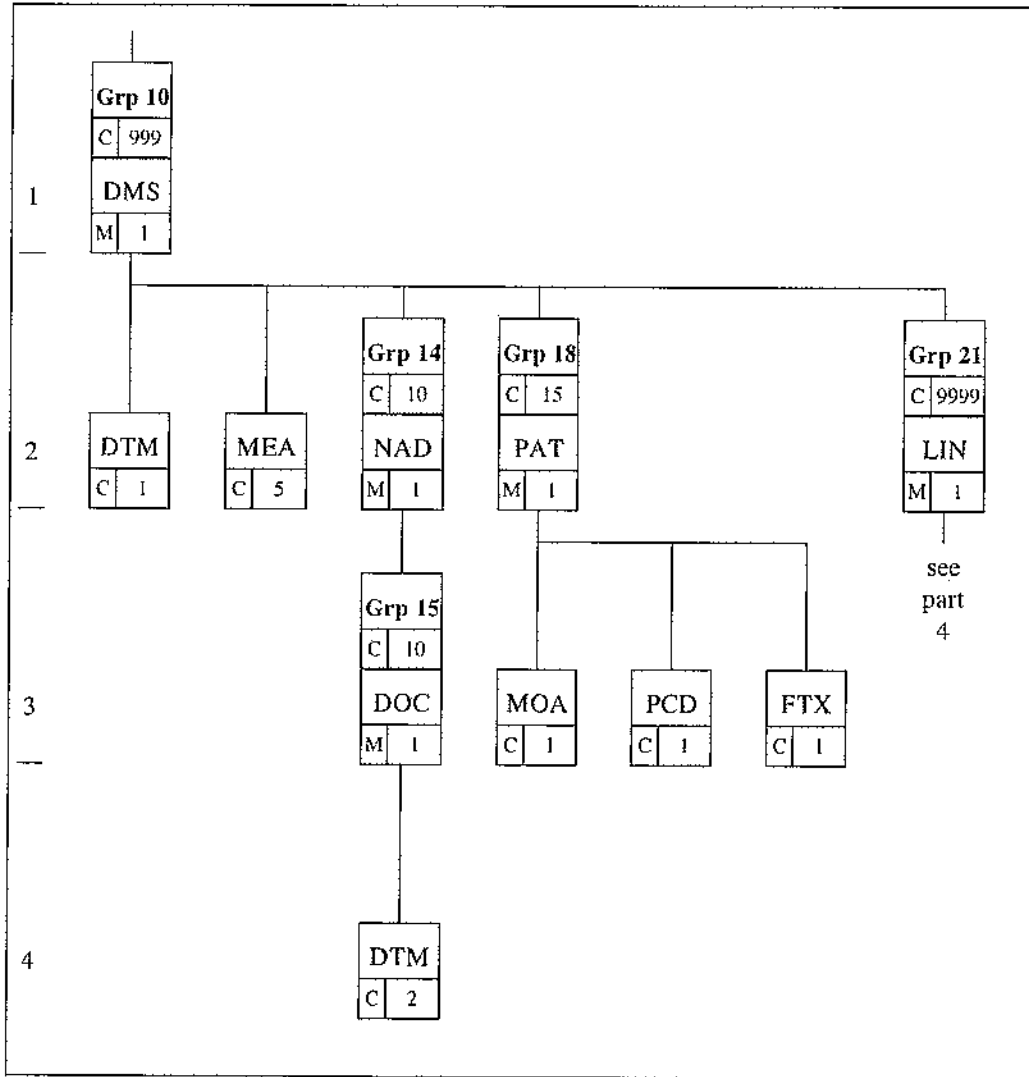 Grp 10
C 999
1 DMS
M 1
Grp 14 Grp 18 Grp 21
C 10 C 15 C 9999
2 DTM MEA NAD PAT LIN
C 1 C 5 M 1 M 1 M 1
see
part
4
Grp 15
C 10
3 DOC MOA PCD FTX
M 1 C 1 C 1 C 1
4 DTM
C 2